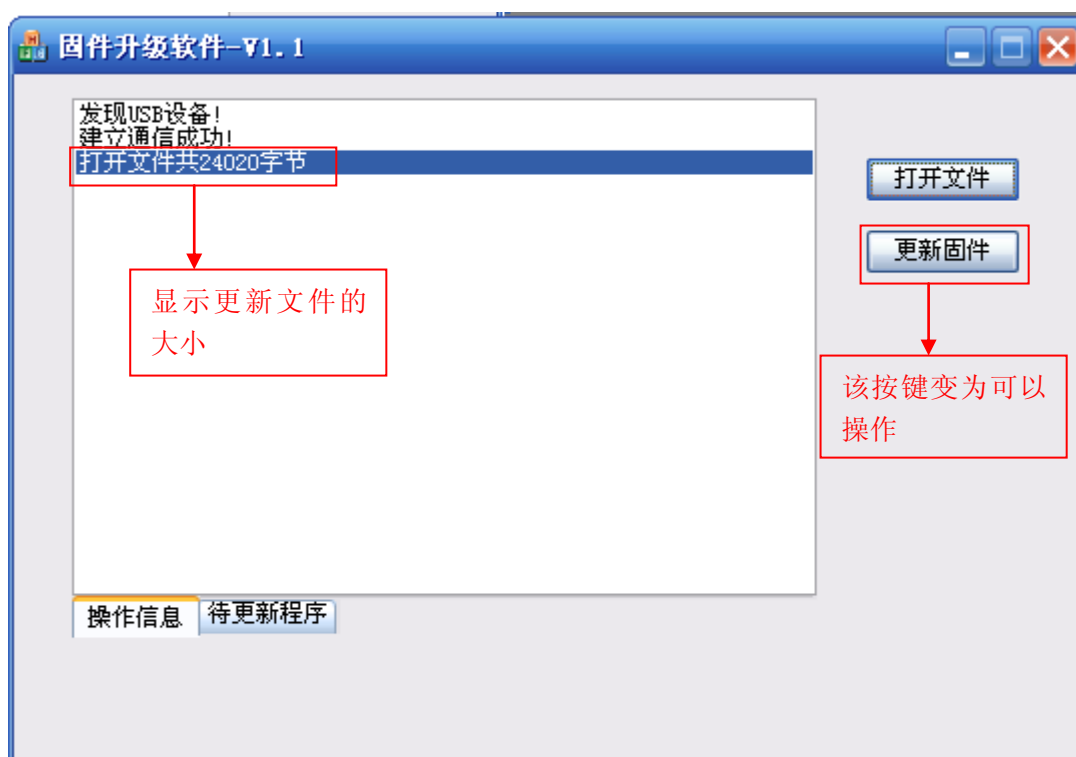 固件升级软件-V1.1
发现USB设备!
建立通信成功!
打开文件共24020字节
打开文件
更新固件
显示更新文件的
大小
该按键变为可以
操作
操作信息
待更新程序